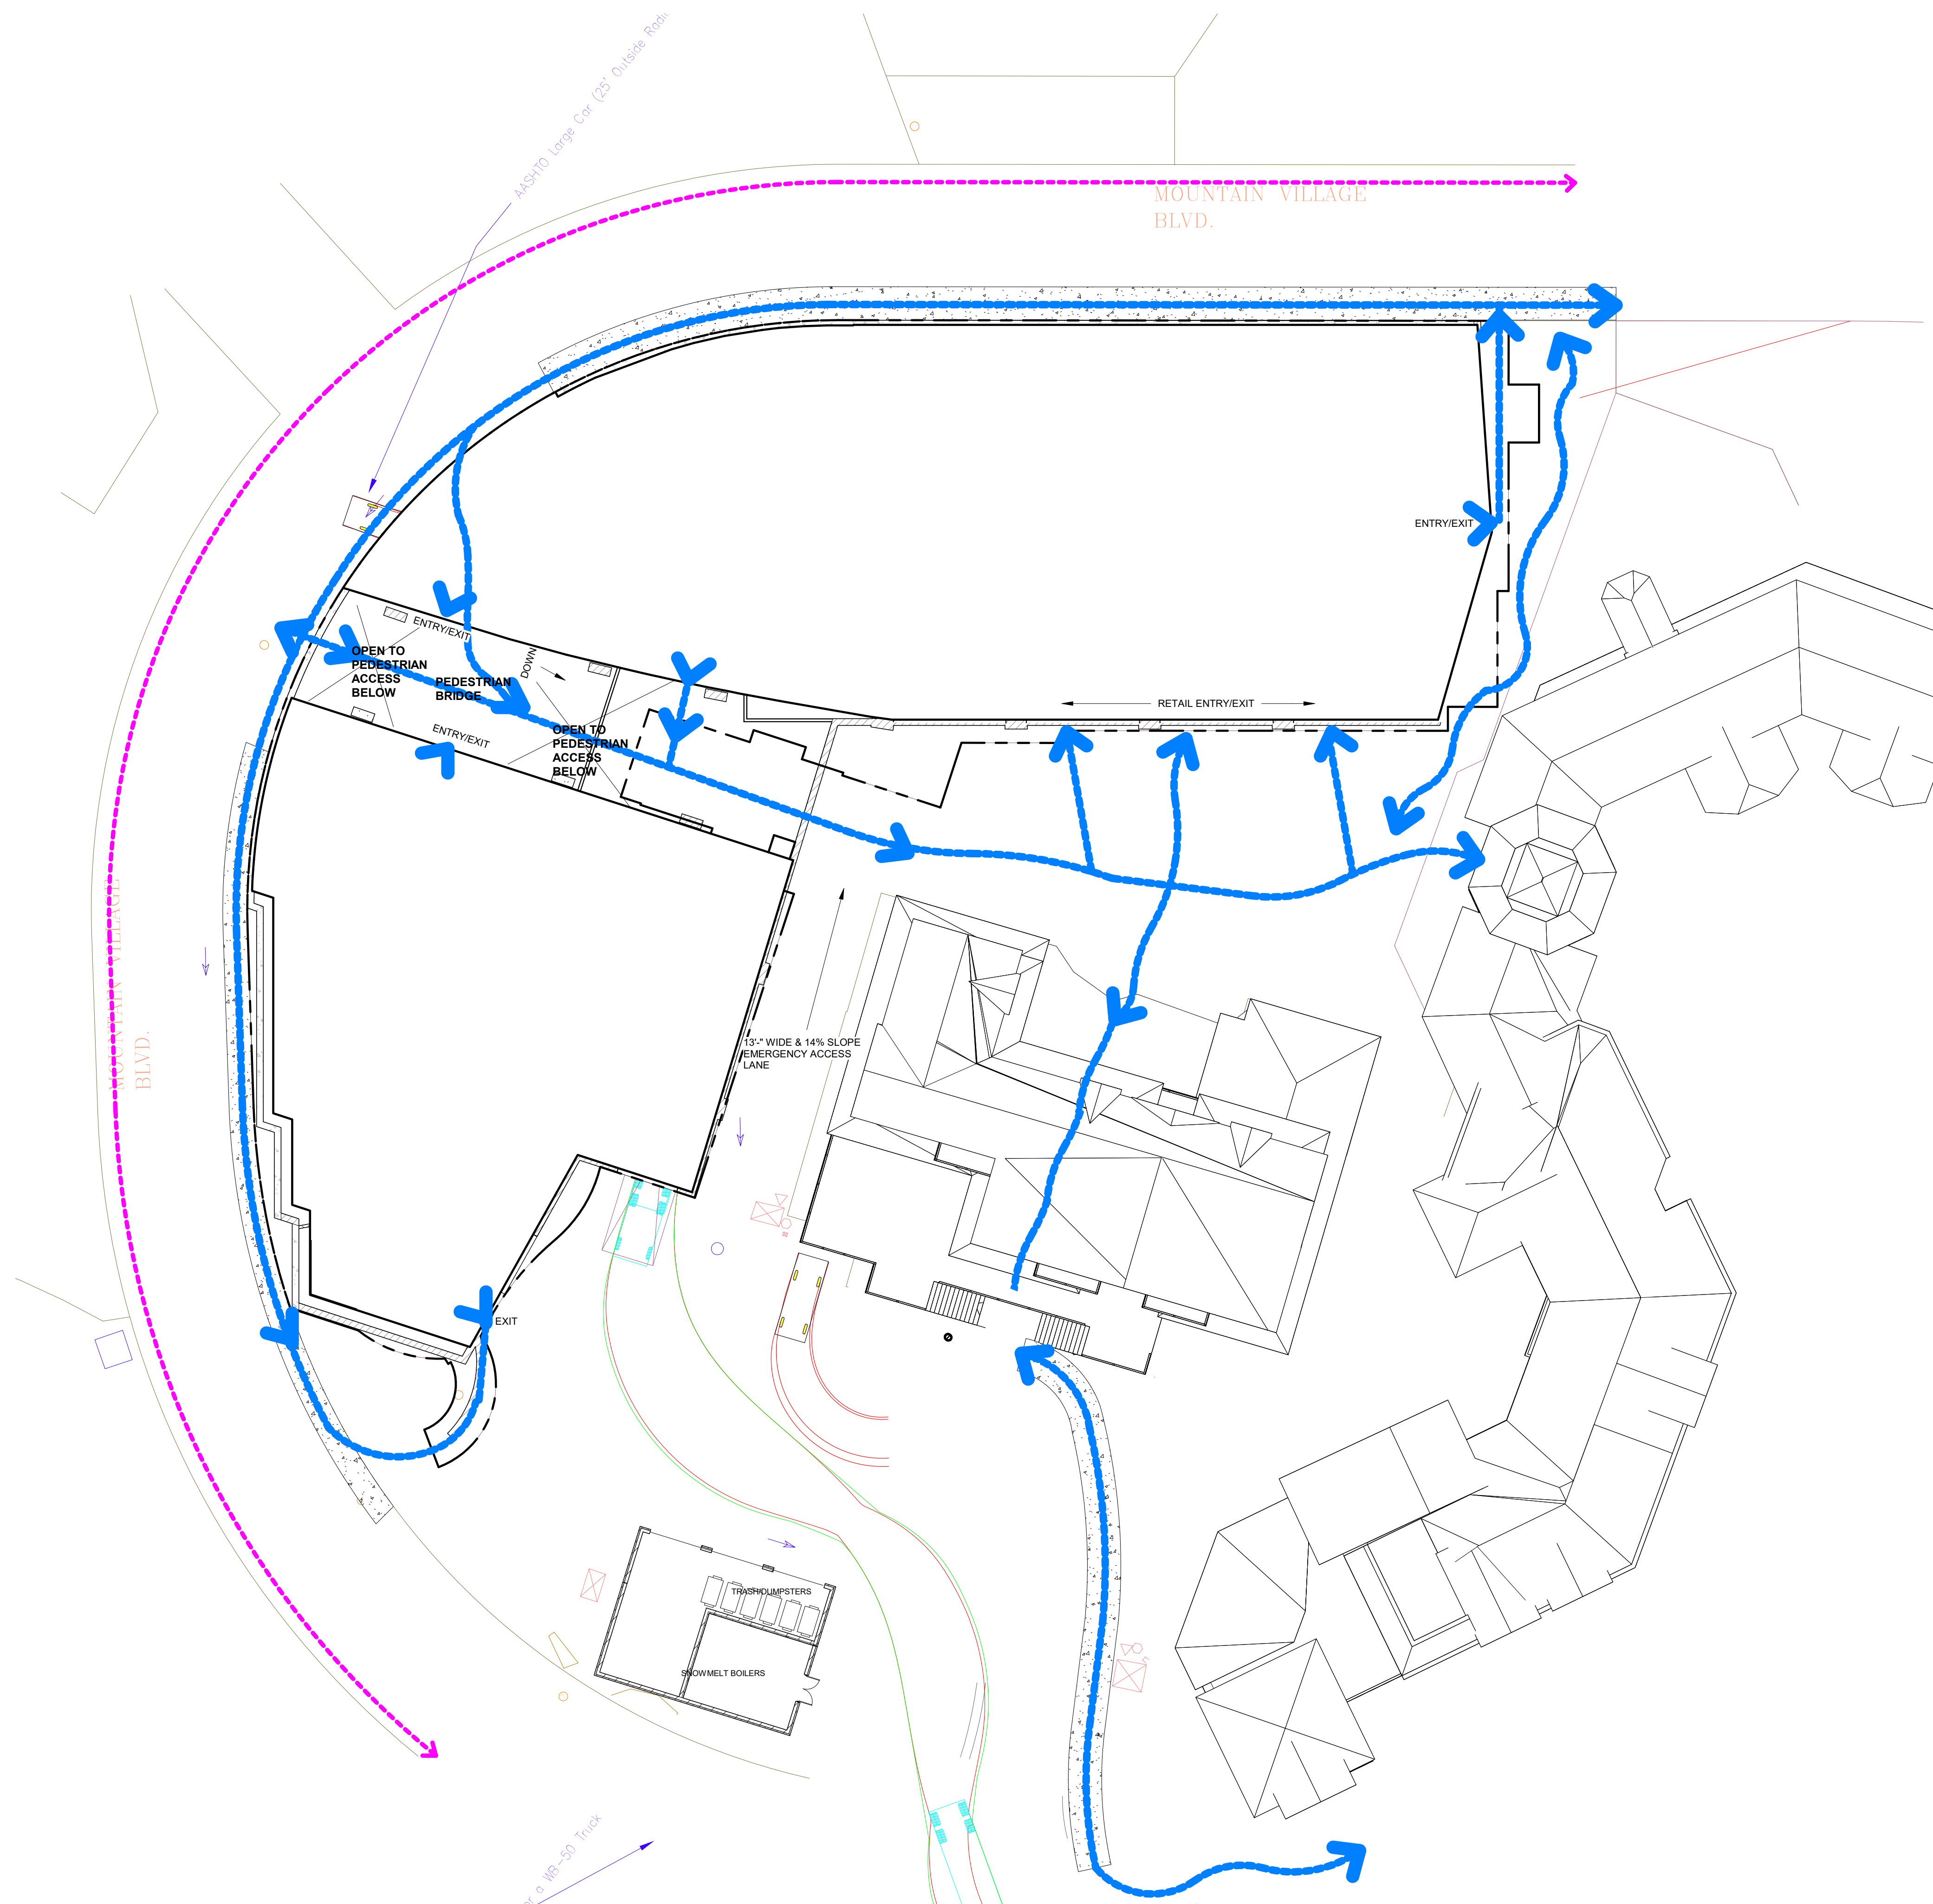 AASHTO Large Car (25' Outside
MOUNTAIN VILLAGE
BLVD.
ENTRY/EXIT
ENTRY/EXIT
OPEN TO
PEDESTRIAN
ACCESS
BELOW
PEDESTRIAN
BRIDGE
DOWN
ENTRY/EXIT
OPEN TO
PEDESTRIAN
ACCESS
BELOW
RETAIL ENTRY/EXIT
MOUNTAIN VILLAGE
BLVD.
13'-" WIDE & 14% SLOPE
EMERGENCY ACCESS
LANE
EXIT
TRASH/DUMPSTERS
SNOWMELT BOILERS
a WB-50 Truck